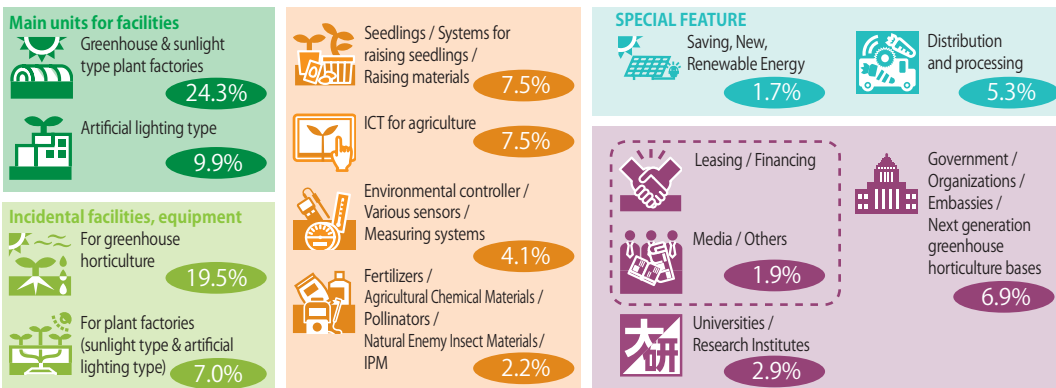 Main units for facilities
Greenhouse & sunlight
type plant factories
24.3%
Artificial lighting type
9.9%
Incidental facilities, equipment
For greenhouse
horticulture
19.5%
For plant factories
(sunlight type & artificial
lighting type)
7.0%
Seedlings / Systems for
raising seedlings /
Raising materials
7.5%
ICT for agriculture
7.5%
Environmental controller /
Various sensors /
Measuring systems
4.1%
Fertilizers /
Agricultural Chemical Materials /
Pollinators /
Natural Enemy Insect Materials /
IPM
2.2%
SPECIAL FEATURE
Saving, New,
Renewable Energy
1.7%
Distribution
and processing
5.3%
Leasing / Financing
Media / Others
1.9%
大研
Universities /
Research Institutes
2.9%
Government /
Organizations /
Embassies /
Next generation
greenhouse
horticulture bases
6.9%